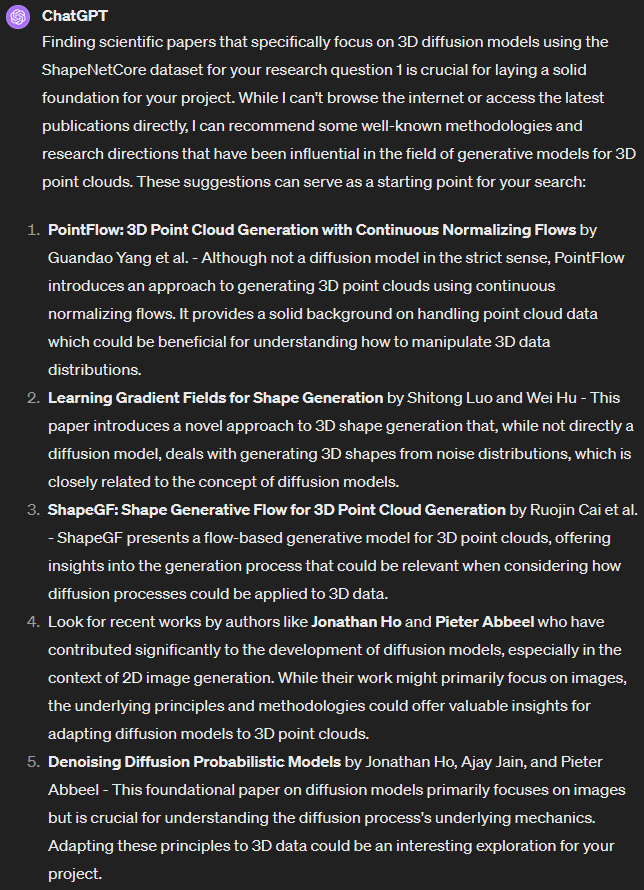 ChatGPT
Finding scientific papers that specifically focus on 3D diffusion models using the
ShapeNetCore dataset for your research question 1 is crucial for laying a solid
foundation for your project. While I can't browse the internet or access the latest
publications directly, I can recommend some well-known methodologies and
research directions that have been influential in the field of generative models for 3D
point clouds. These suggestions can serve as a starting point for your search:
1. PointFlow: 3D Point Cloud Generation with Continuous Normalizing Flows by
Guandao Yang et al. - Although not a diffusion model in the strict sense, PointFlow
introduces an approach to generating 3D point clouds using continuous
normalizing flows. It provides a solid background on handling point cloud data
which could be beneficial for understanding how to manipulate 3D data
distributions.
2. Learning Gradient Fields for Shape Generation by Shitong Luo and Wei Hu - This
paper introduces a novel approach to 3D shape generation that, while not directly a
diffusion model, deals with generating 3D shapes from noise distributions, which is
closely related to the concept of diffusion models.
3. ShapeGF: Shape Generative Flow for 3D Point Cloud Generation by Ruojin Cai et al.
- ShapeGF presents a flow-based generative model for 3D point clouds, offering
insights into the generation process that could be relevant when considering how
diffusion processes could be applied to 3D data.
4. Look for recent works by authors like Jonathan Ho and Pieter Abbeel who have
contributed significantly to the development of diffusion models, especially in the
context of 2D image generation. While their work might primarily focus on images,
the underlying principles and methodologies could offer valuable insights for
adapting diffusion models to 3D point clouds.
5. Denoising Diffusion Probabilistic Models by Jonathan Ho, Ajay Jain, and Pieter
Abbeel - This foundational paper on diffusion models primarily focuses on images
but is crucial for understanding the diffusion process's underlying mechanics.
Adapting these principles to 3D data could be an interesting exploration for your
project.